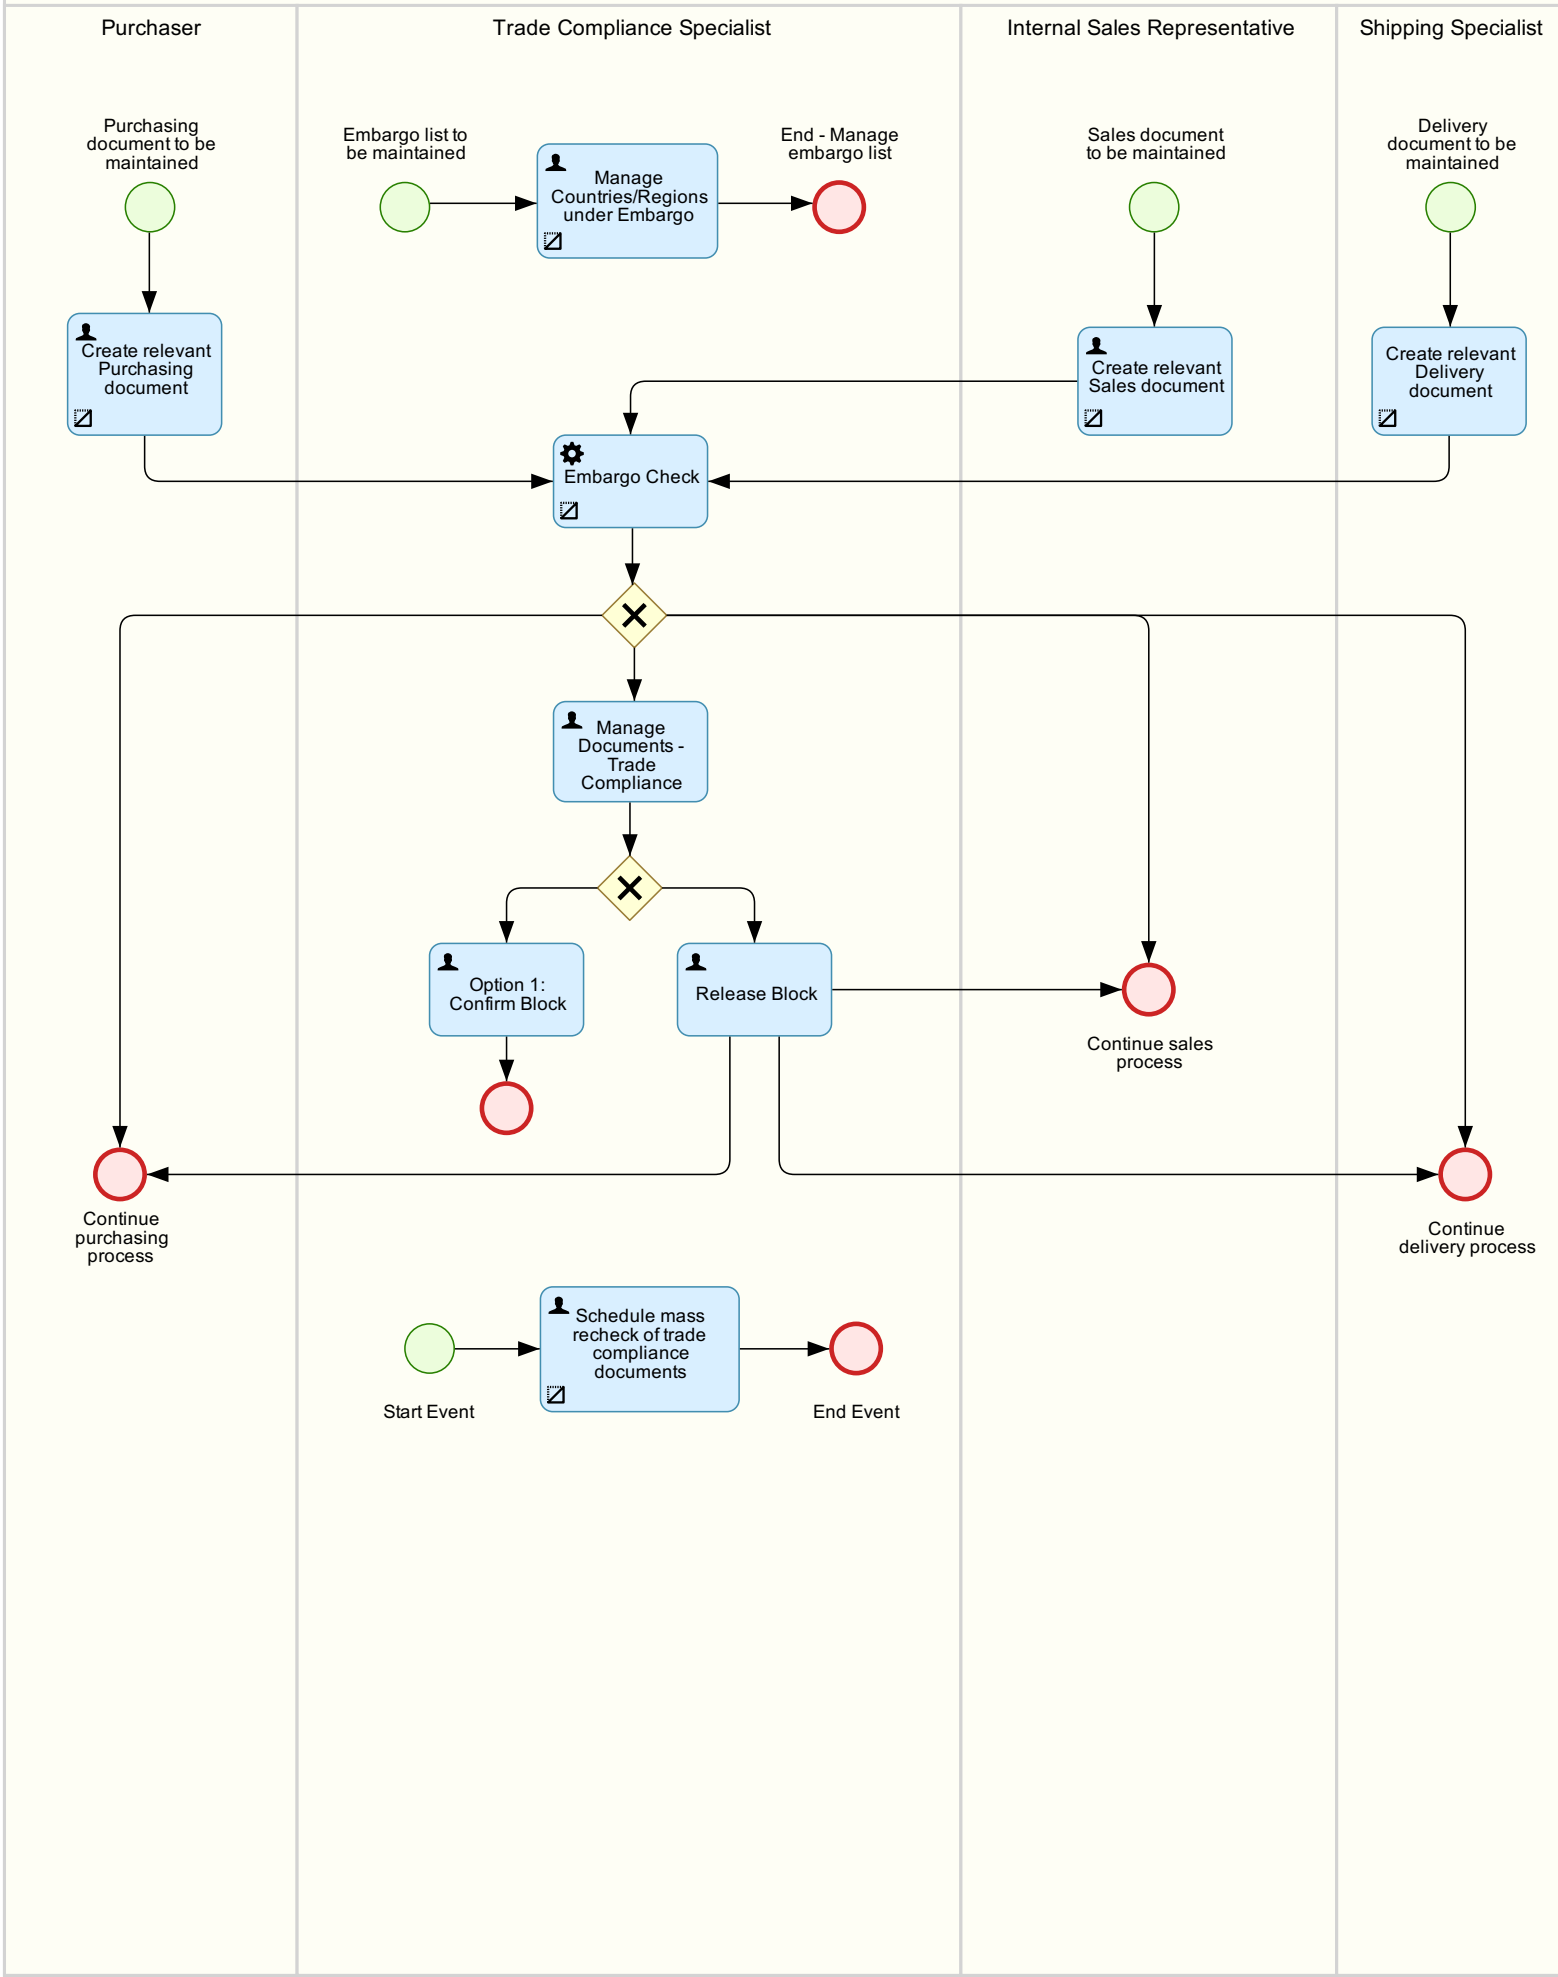 Purchaser
Trade Compliance Specialist
Internal Sales Representative
Shipping Specialist
Purchasing
document to be
maintained
Embargo list to
be maintained
Manage
Countries/Regions
under Embargo
End - Manage
embargo list
Sales document
to be maintained
Delivery
document to be
maintained
Create relevant
Purchasing
document
Create relevant
Sales document
Create relevant
Delivery
document
Embargo Check
Manage
Documents -
Trade
Compliance
Option 1:
Confirm Block
Release Block
Continue sales
process
Continue
purchasing
process
Continue
delivery process
Schedule mass
recheck of trade
compliance
documents
Start Event
End Event